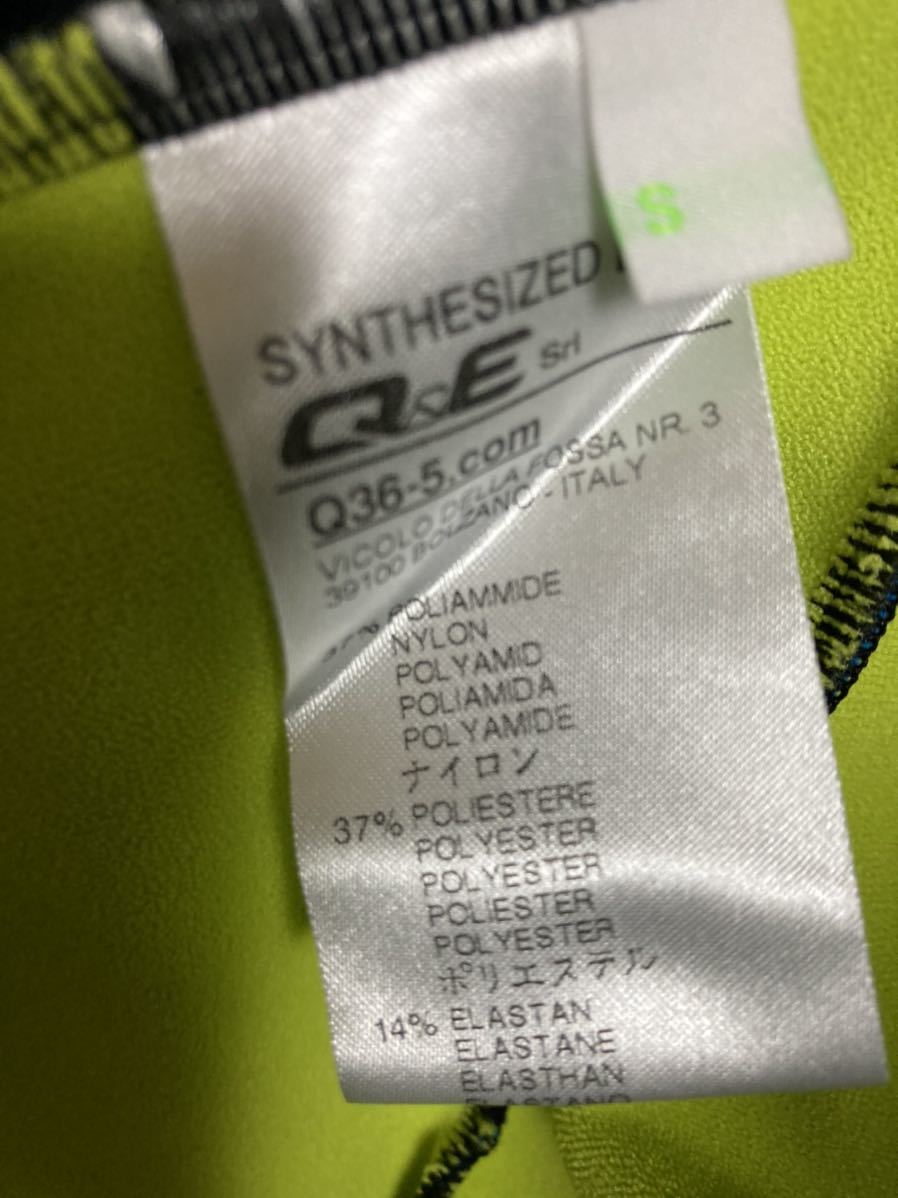 S
SYNTHESIZED
Q&E Srl
Q36-5.com
VICOLO DELLA FOSSA NR. 3
39100 BOLZANO - ITALY
POLIAMMIDE
NYLON
POLYAMID
POLIAMIDA
POLYAMIDE
ナイロン
37% POLIESTERE
POLYESTER
POLYESTER
POLIESTER
POLYESTER
ポリエステル
14% ELASTAN
ELASTANE
ELASTHAN
ELASTANO